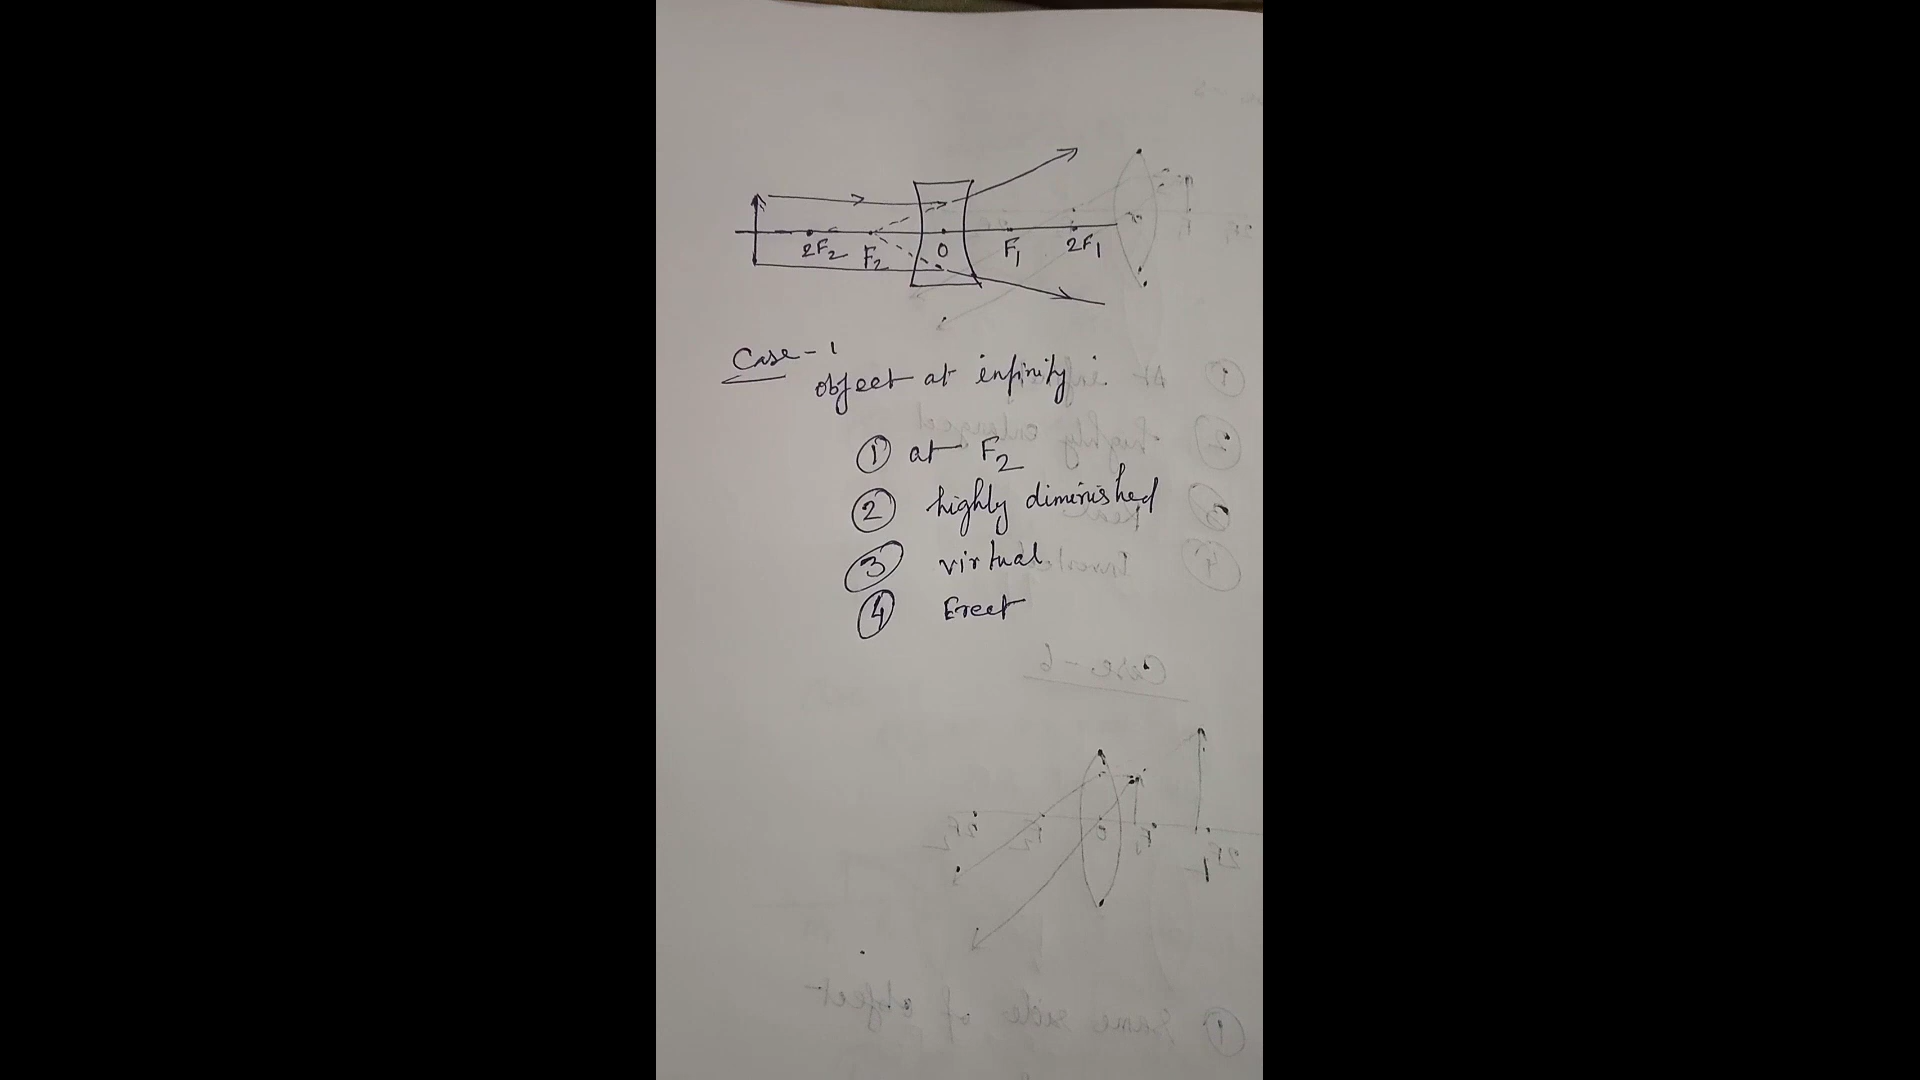 2F2 F2 O F1 2F1
Case-1
object at infinity.
① at F2
② highly diminished
③ virtual
④ Erect